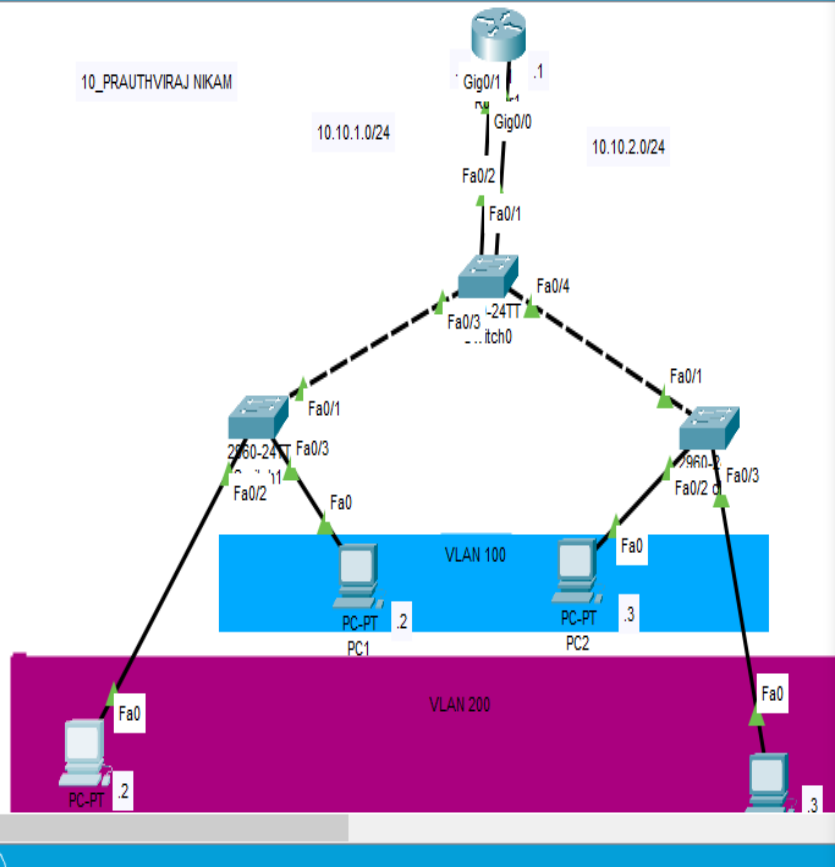 .1
Gig0/1
10_PRAUTHVIRAJ NIKAM
Gig0/0
10.10.1.0/24
10.10.2.0/24
Fa0/2
Fa0/1
Fa0/4
-24TT
Fa0/3
itch0
Fa0/1
Fa0/1
Fa0/3
Fa0/3
Fa0/2
Fa0/2
Fa0
Fa0
VLAN 100
PC-PT
.2
PC-PT
.3
PC1
PC2
Fa0
VLAN 200
Fa0
PC-PT
.2
.3